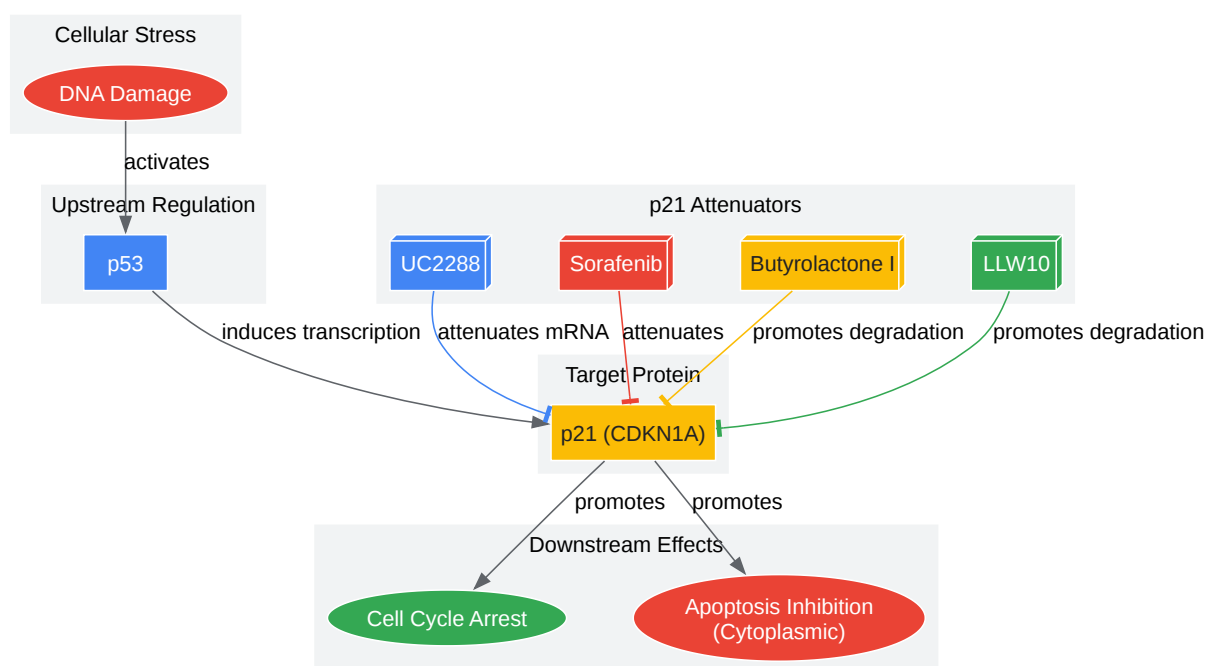 Cellular Stress
DNA Damage
activates
Upstream Regulation
p21 Attenuators
p53
UC2288
Sorafenib
Butyrolactone I
LLW10
induces transcription
attenuates mRNA
attenuates
promotes degradation
promotes degradation
Target Protein
p21 (CDKN1A)
promotes
promotes
Downstream Effects
Cell Cycle Arrest
Apoptosis Inhibition
(Cytoplasmic)